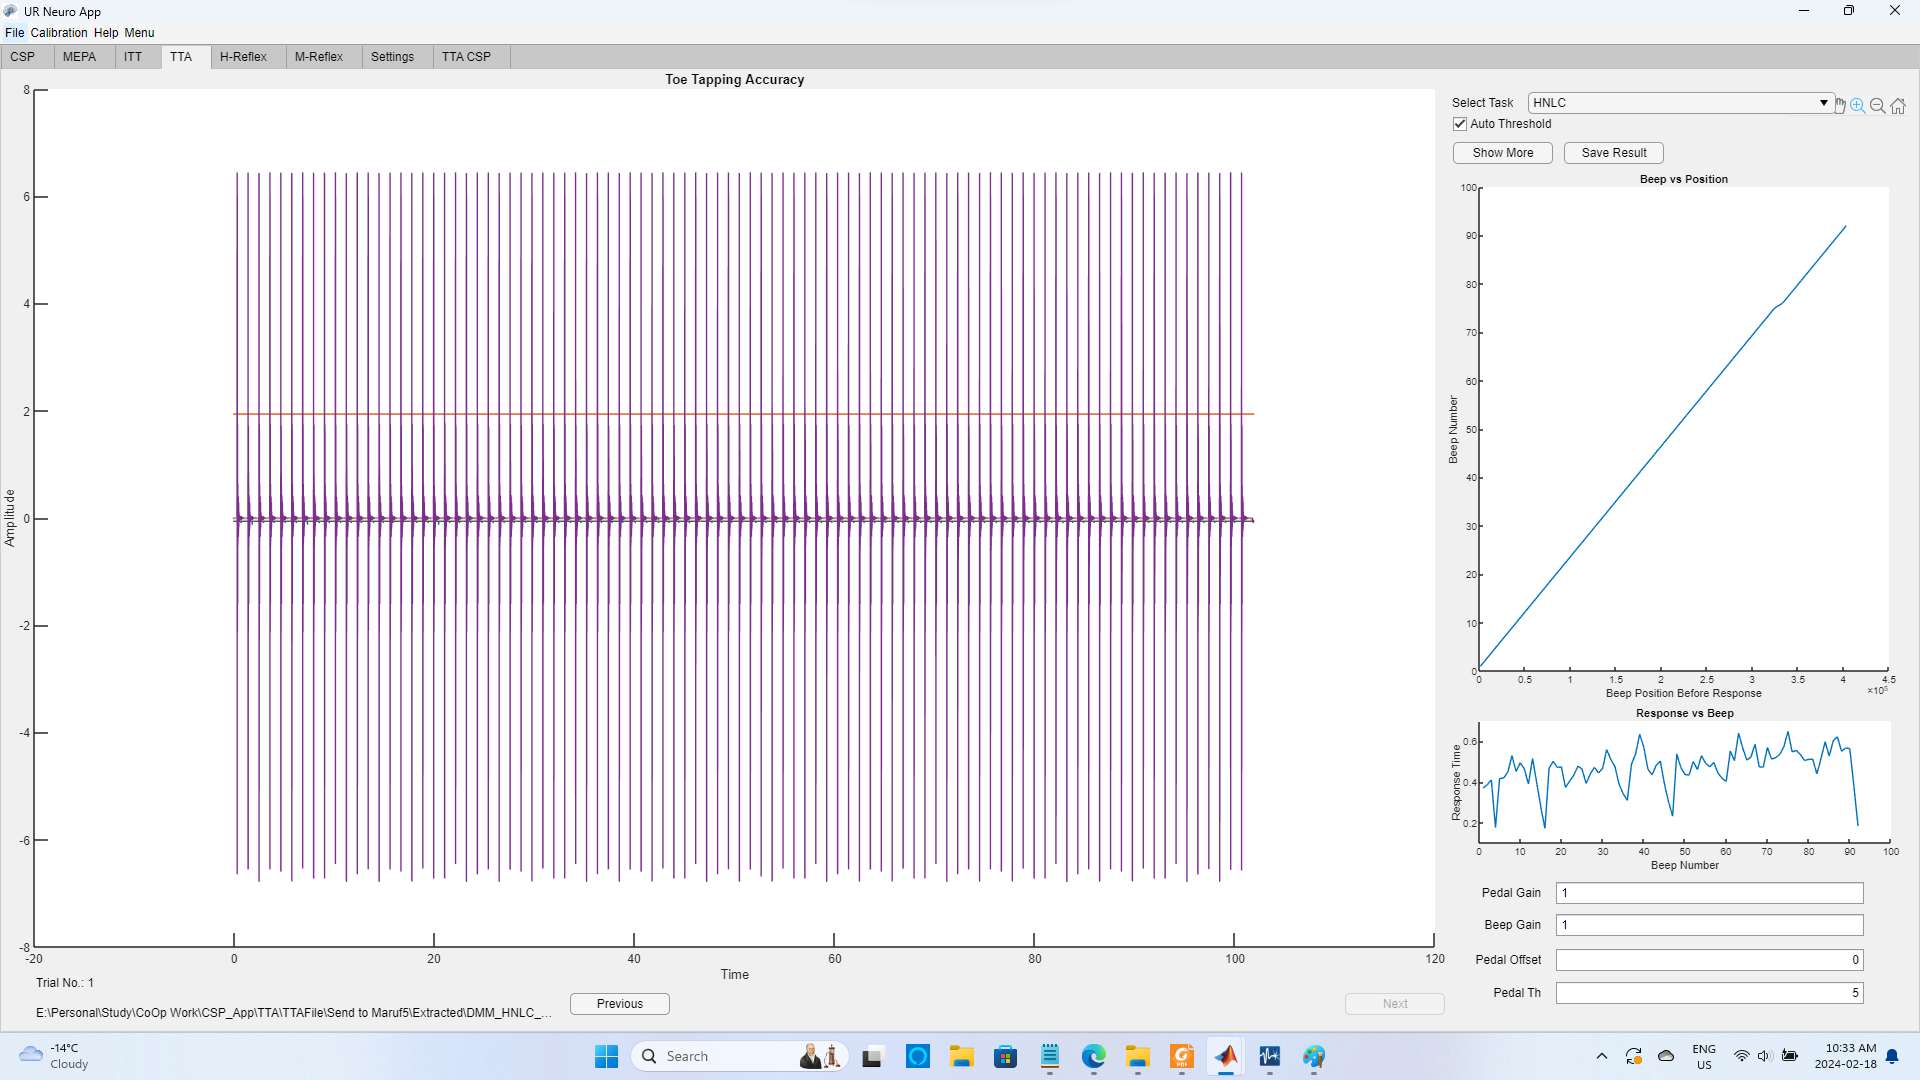 UR Neuro App
File Calibration Help Menu
CSP MEPA ITT TTA H-Reflex M-Reflex Settings TTA CSP
Toe Tapping Accuracy
8
6
4
2
0
-2
-4
-6
-8
Amplitude
-20 0 20 40 60 80 100 120
Time
Trial No.: 1
E:\Personal\Study\CoOp Work\CSP_App\TTA\TTAFile\Send to Maruf5\Extracted\DMM_HNLC_...
Previous
Next
Select Task HNLC
Auto Threshold
Show More Save Result
Beep vs Position
100
90
80
70
60
50
40
30
20
10
0
Beep Number
0 0.5 1 1.5 2 2.5 3 3.5 4 4.5
×10⁵
Beep Position Before Response
Response vs Beep
0.6
0.4
0.2
Response Time
0 10 20 30 40 50 60 70 80 90 100
Beep Number
Pedal Gain 1
Beep Gain 1
Pedal Offset 0
Pedal Th 5
-14°C
Cloudy
Search
PDF
ENG
US
10:33 AM
2024-02-18